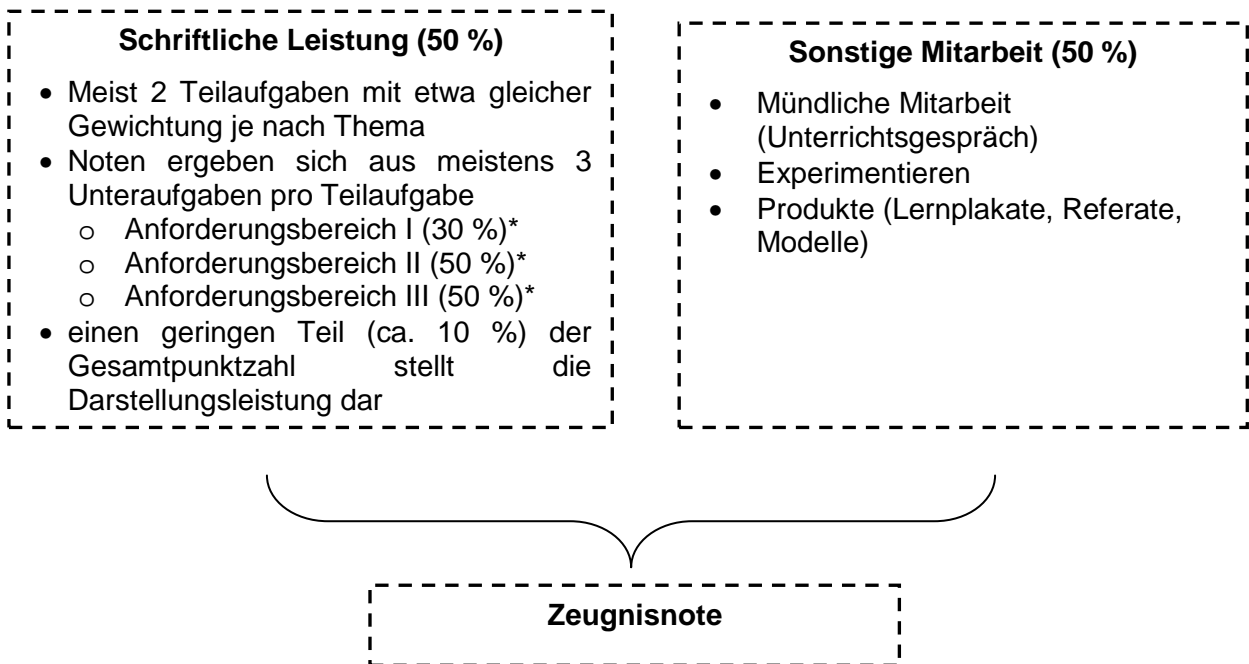 Schriftliche Leistung (50 %)
• Meist 2 Teilaufgaben mit etwa gleicher
Gewichtung je nach Thema
• Noten ergeben sich aus meistens 3
Unteraufgaben pro Teilaufgabe
o Anforderungsbereich I (30 %)*
o Anforderungsbereich II (50 %)*
o Anforderungsbereich III (50 %)*
• einen geringen Teil (ca. 10 %) der
Gesamtpunktzahl stellt die
Darstellungsleistung dar
Sonstige Mitarbeit (50 %)
• Mündliche Mitarbeit
(Unterrichtsgespräch)
• Experimentieren
• Produkte (Lernplakate, Referate,
Modelle)
Zeugnisnote